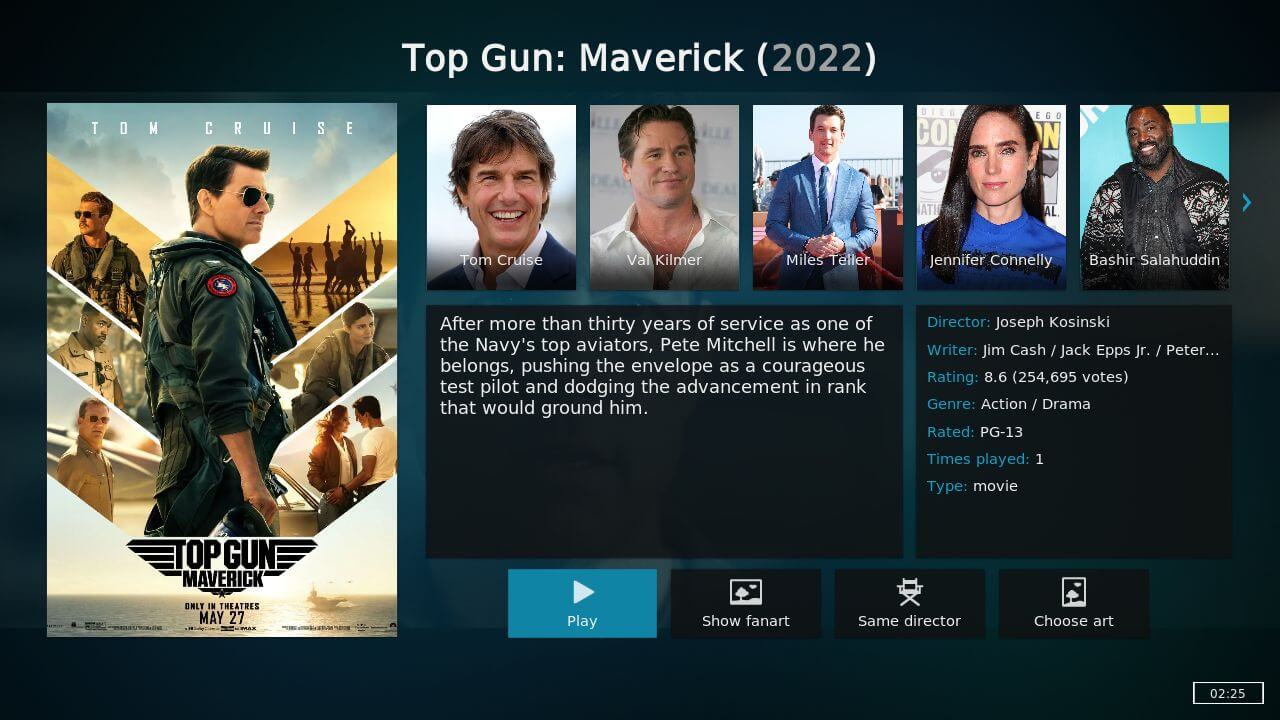 Top Gun: Maverick (2022)
TOM CRUISE
TOP GUN
MAVERICK
ONLY IN THEATRES
MAY 27
IMAX
Tom Cruise
Val Kilmer
Miles Teller
Jennifer Connelly
Bashir Salahuddin
After more than thirty years of service as one of
the Navy's top aviators, Pete Mitchell is where he
belongs, pushing the envelope as a courageous
test pilot and dodging the advancement in rank
that would ground him.
Director: Joseph Kosinski
Writer: Jim Cash / Jack Epps Jr. / Peter...
Rating: 8.6 (254,695 votes)
Genre: Action / Drama
Rated: PG-13
Times played: 1
Type: movie
Play
Show fanart
Same director
Choose art
02:25